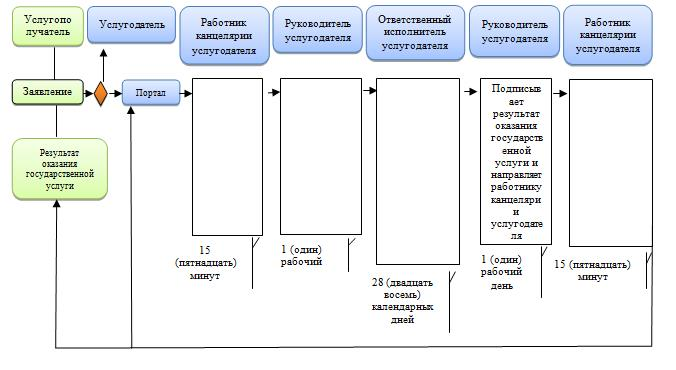 Услугопо
лучатель
Услугодатель
Работник
канцелярии
услугодателя
Руководитель
услугодателя
Ответственный
исполнитель
услугодателя
Руководитель
услугодателя
Работник
канцелярии
услугодателя
Заявление
Портал
Подписыв
ает
результат
оказания
государств
енной
услуги и
направляет
работнику
канцеляри
и
услугодате
ля
Результат
оказания
государственной
услуги
15
(пятнадцать)
минут
1 (один)
рабочий
28 (двадцать
восемь)
календарных
дней
1 (один)
рабочий
день
15 (пятнадцать)
минут